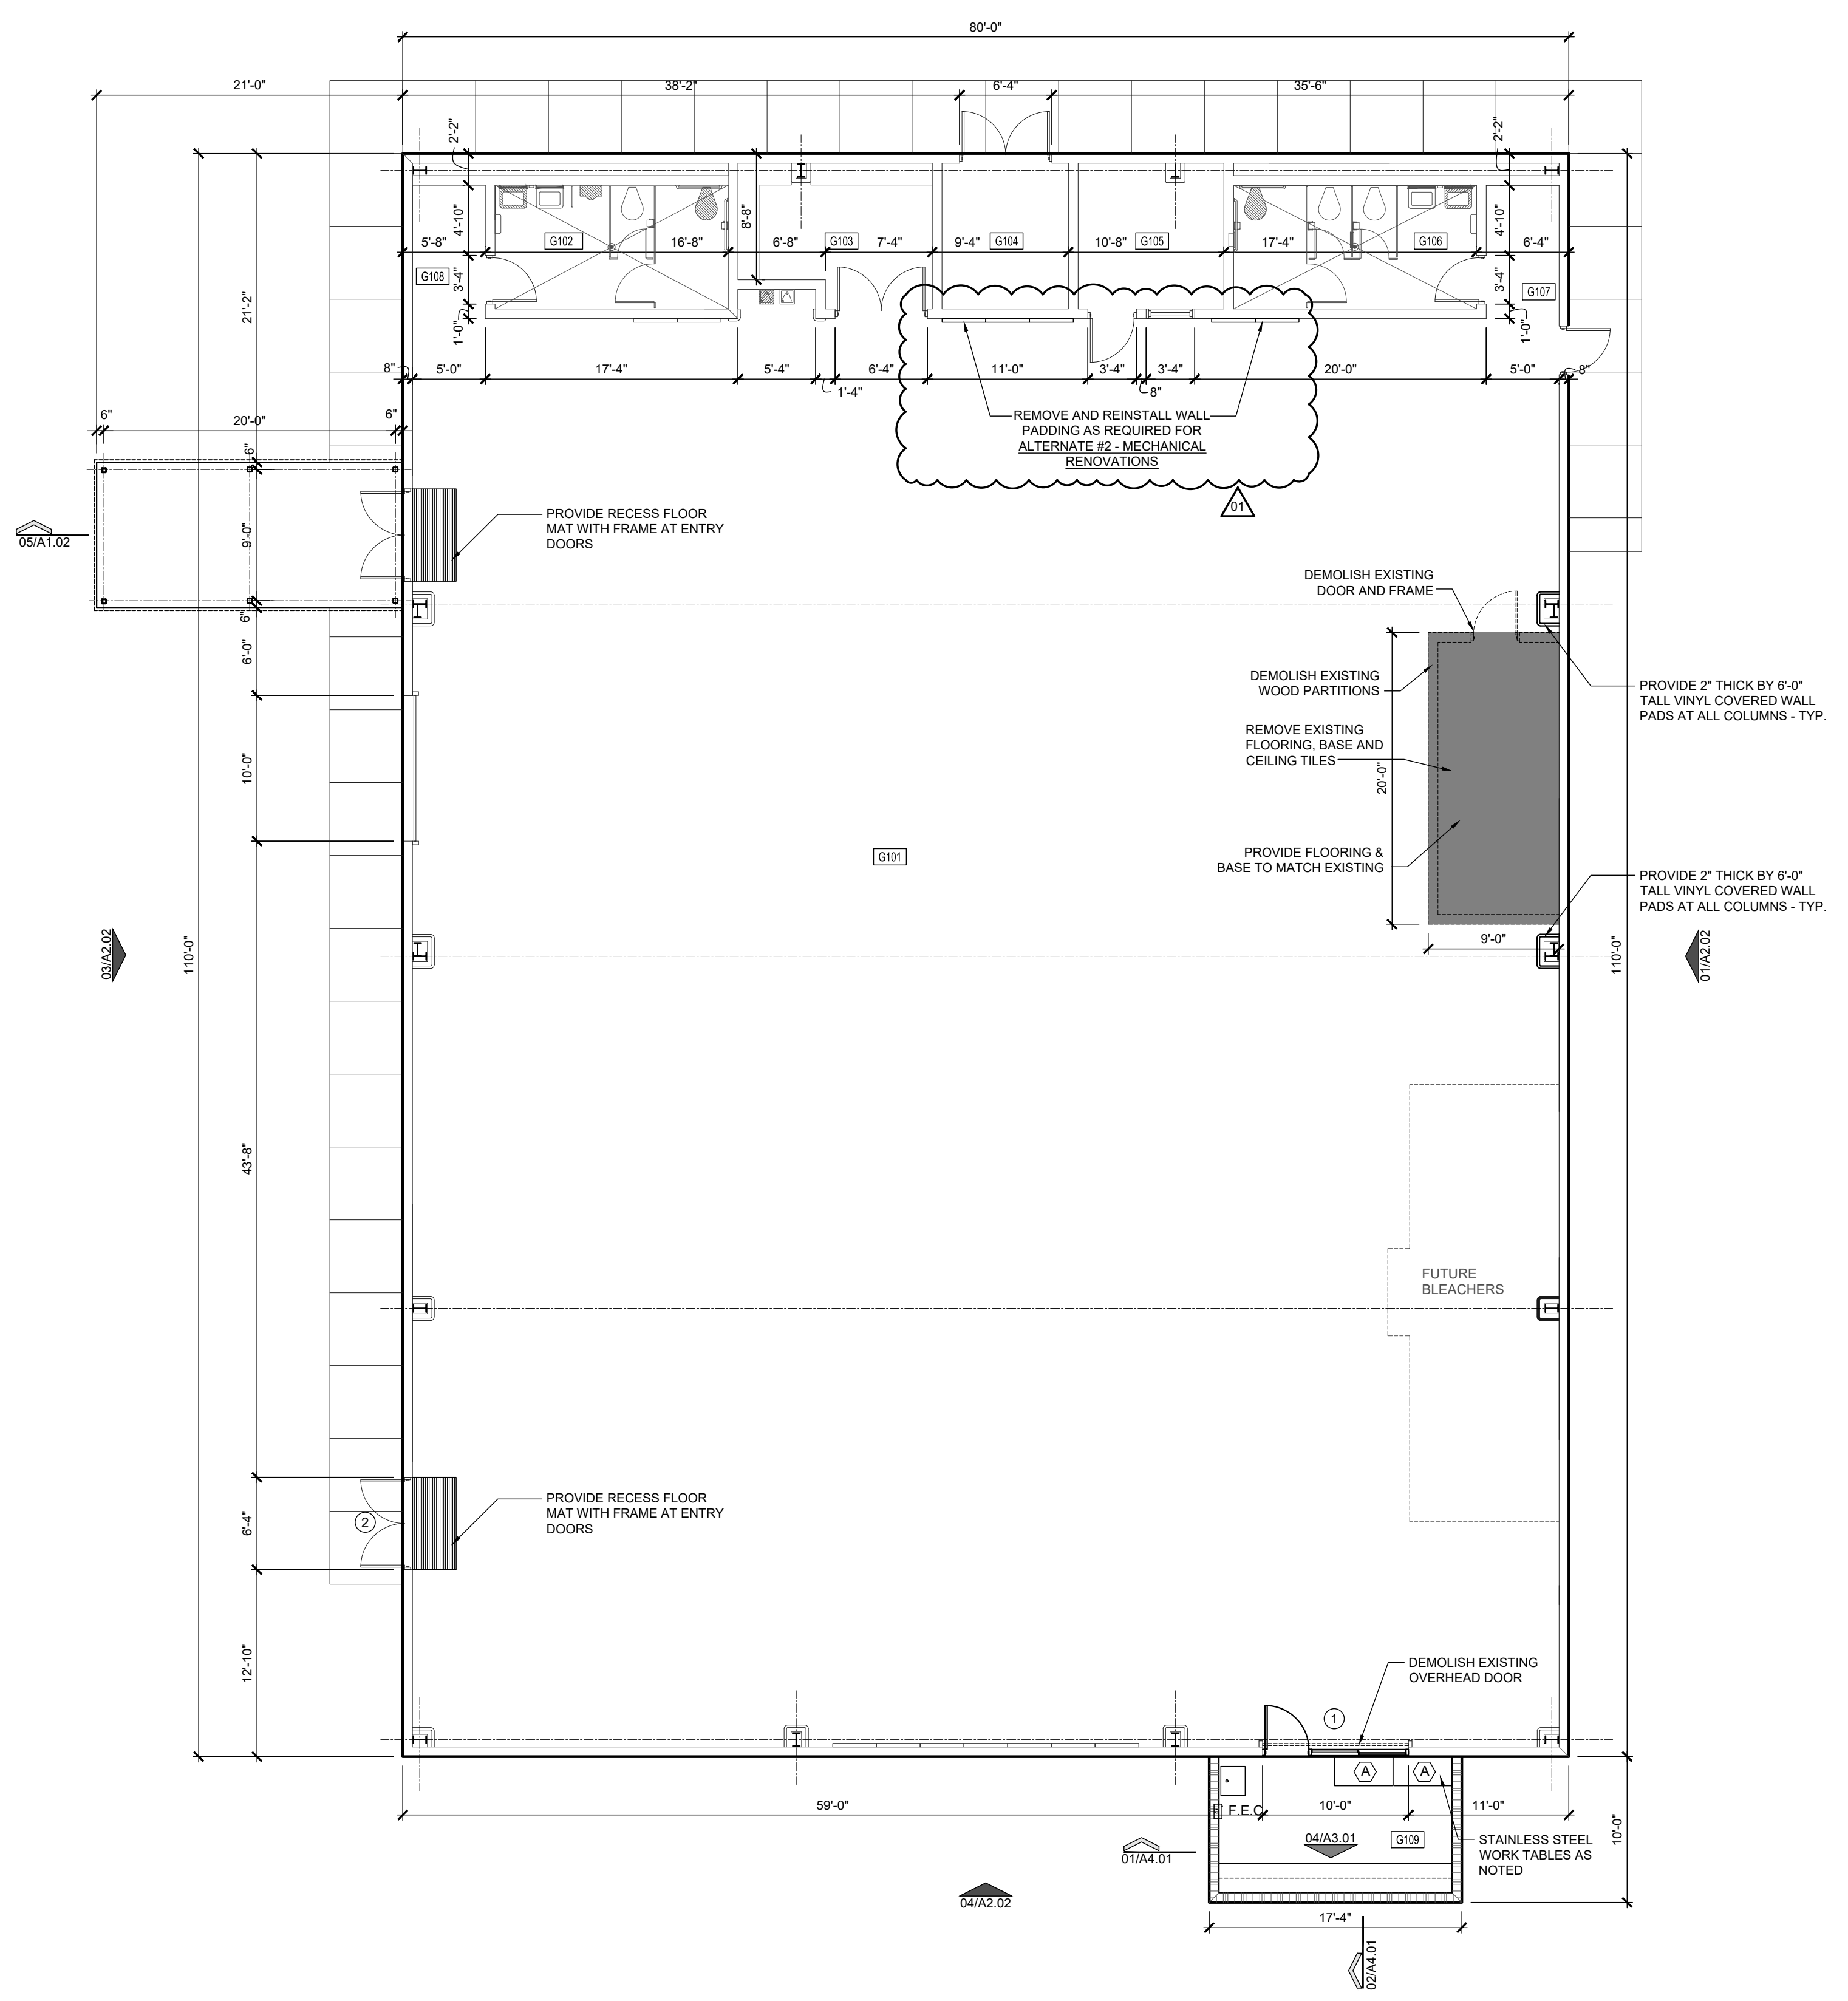 80'-0"
21'-0"
38'-2"
6'-4"
35'-6"
2'-2"
2'-2"
4'-10"
8'-8"
4'-10"
5'-8"
G102
16'-8"
6'-8"
G103
7'-4"
9'-4"
G104
10'-8"
G105
17'-4"
G106
6'-4"
G108
3'-4"
3'-4"
G107
21'-2"
1'-0"
1'-0"
8"
5'-0"
17'-4"
5'-4"
1'-4"
6'-4"
11'-0"
3'-4"
8"
3'-4"
20'-0"
5'-0"
8"
6"
20'-0"
6"
REMOVE AND REINSTALL WALL
PADDING AS REQUIRED FOR
ALTERNATE #2 - MECHANICAL
RENOVATIONS
01
6"
05/A1.02
9'-0"
6"
PROVIDE RECESS FLOOR
MAT WITH FRAME AT ENTRY
DOORS
DEMOLISH EXISTING
DOOR AND FRAME
6'-0"
DEMOLISH EXISTING
WOOD PARTITIONS
PROVIDE 2" THICK BY 6'-0"
TALL VINYL COVERED WALL
PADS AT ALL COLUMNS - TYP.
REMOVE EXISTING
FLOORING, BASE AND
CEILING TILES
10'-0"
20'-0"
G101
PROVIDE FLOORING &
BASE TO MATCH EXISTING
PROVIDE 2" THICK BY 6'-0"
TALL VINYL COVERED WALL
PADS AT ALL COLUMNS - TYP.
9'-0"
03/A2.02
110'-0"
110'-0"
01/A2.02
43'-8"
FUTURE
BLEACHERS
6'-4"
2
PROVIDE RECESS FLOOR
MAT WITH FRAME AT ENTRY
DOORS
12'-10"
DEMOLISH EXISTING
OVERHEAD DOOR
1
A
A
59'-0"
F.E.C
10'-0"
11'-0"
10'-0"
04/A3.01
G109
STAINLESS STEEL
WORK TABLES AS
NOTED
01/A4.01
04/A2.02
17'-4"
02/A4.01